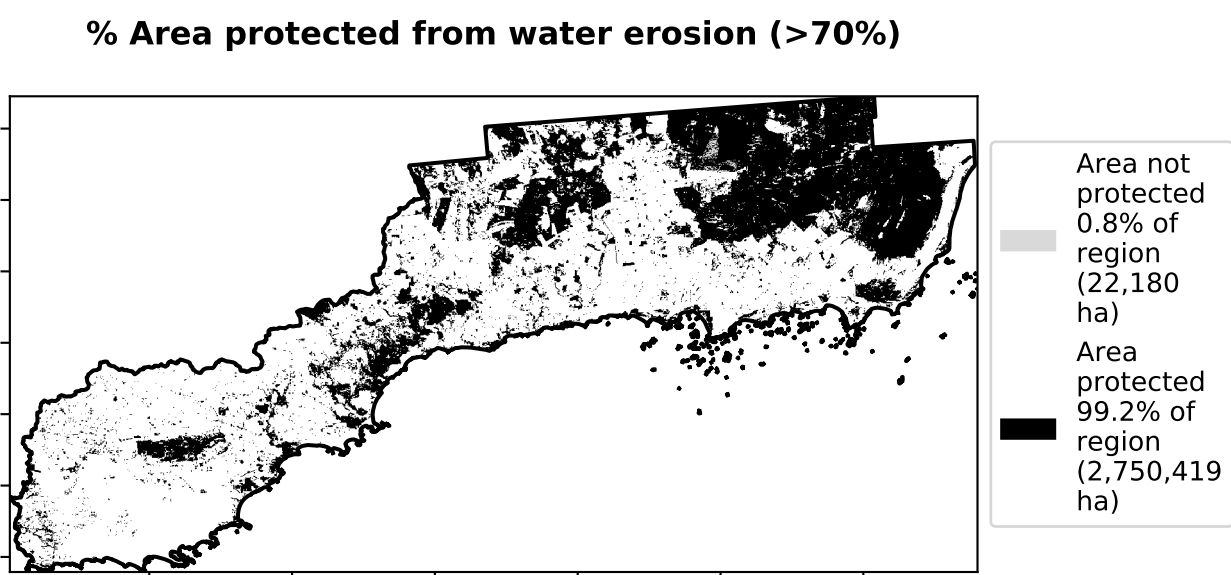 % Area protected from water erosion (>70%)
Area not
protected
0.8% of
region
(22,180
ha)
Area
protected
99.2% of
region
(2,750,419
ha)